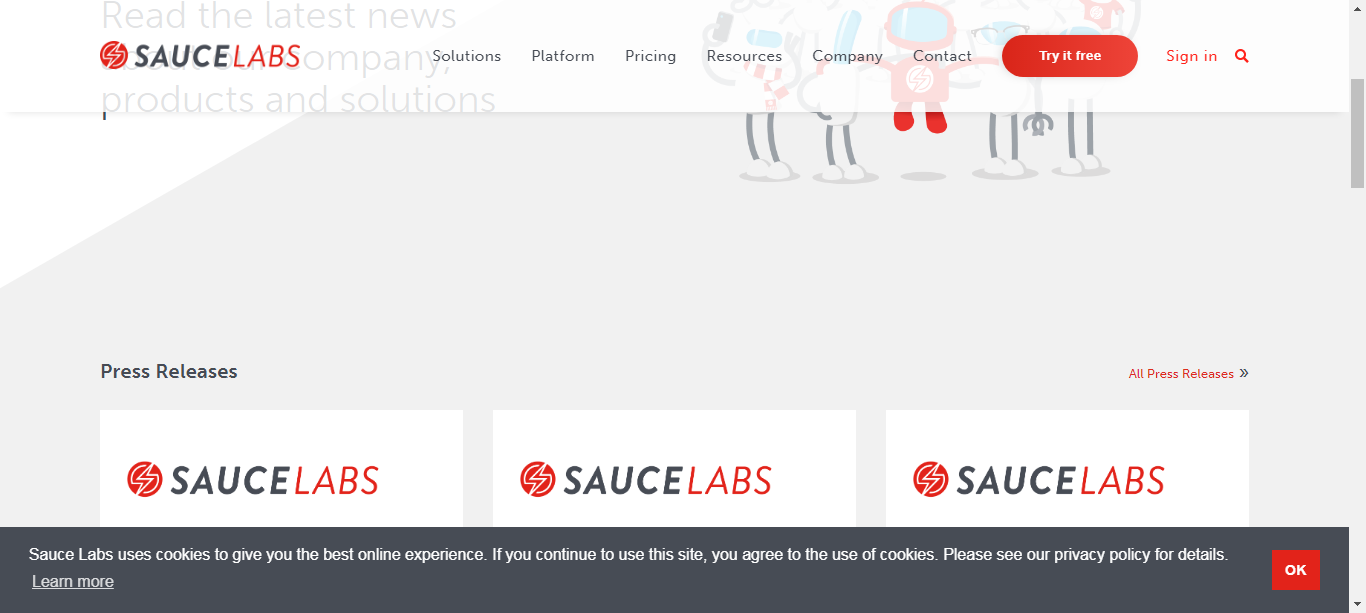 Read the latest news
company,
products and solutions
SAUCELABS
Solutions
Platform
Pricing
Resources
Company
Contact
Try it free
Sign in
Press Releases
All Press Releases »
SAUCELABS
SAUCELABS
SAUCELABS
Sauce Labs uses cookies to give you the best online experience. If you continue to use this site, you agree to the use of cookies. Please see our privacy policy for details.
Learn more
OK